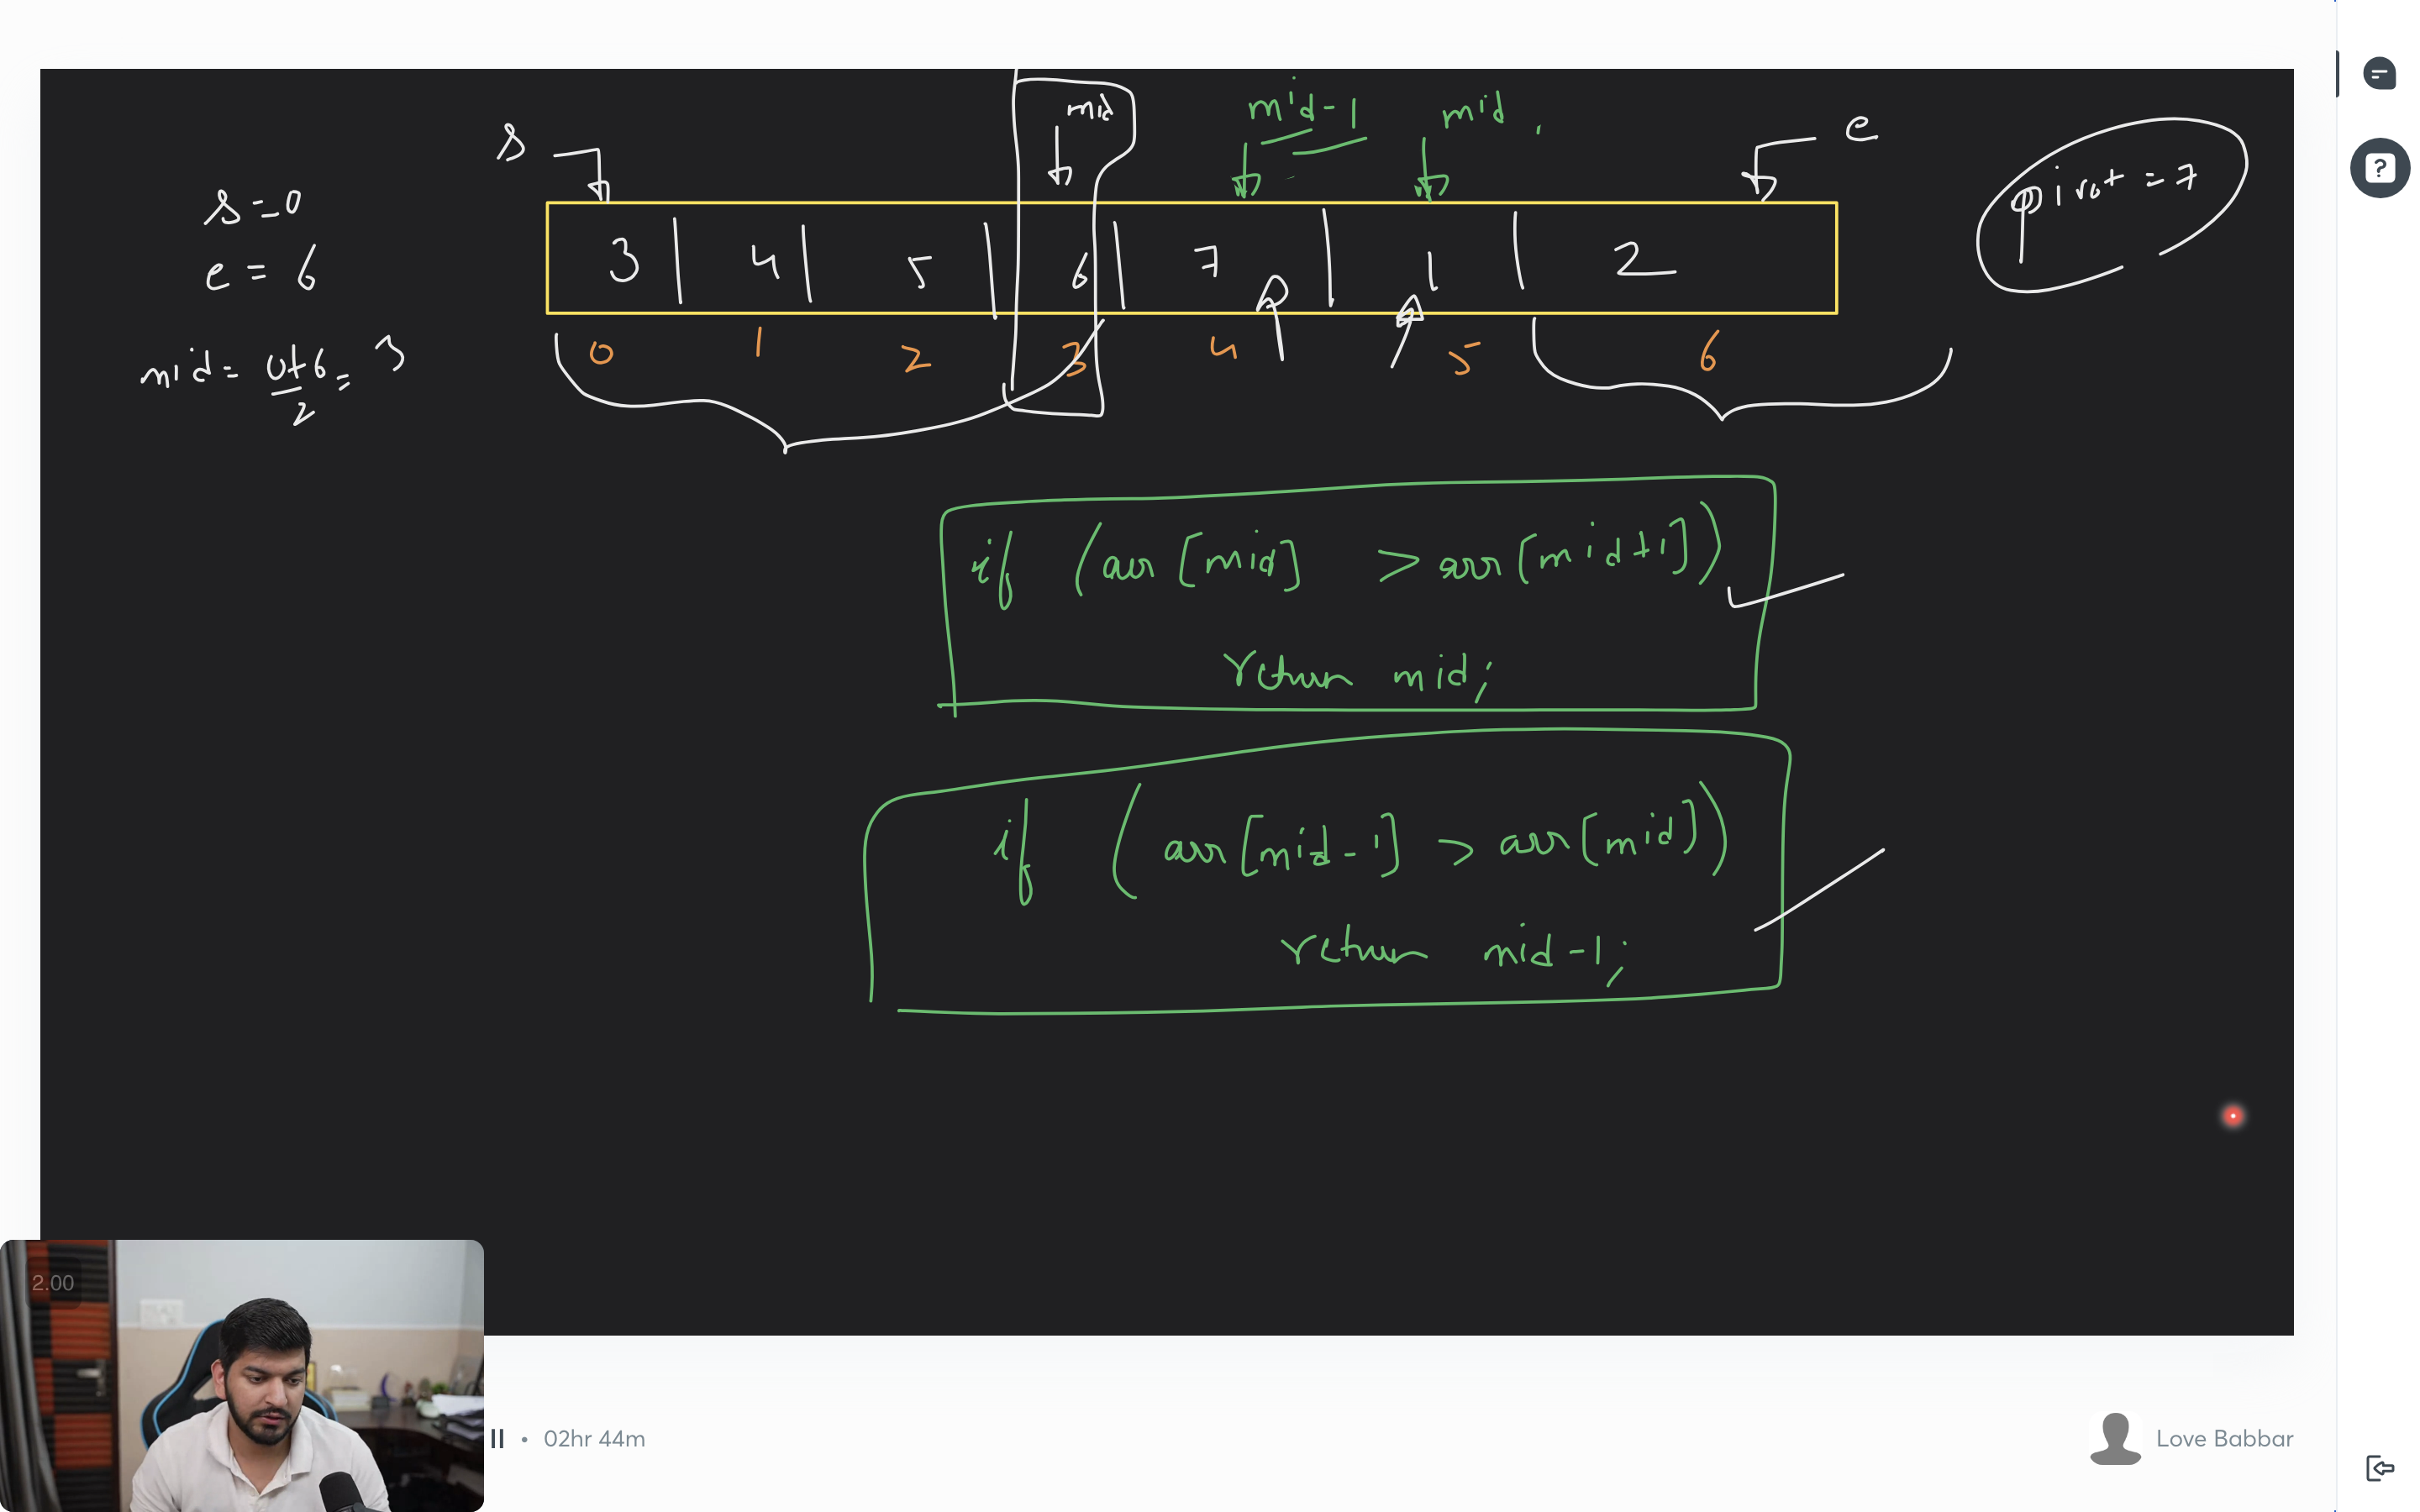 mid
mid-1
mid
s
e
s=0
e=6
pivot=7
3 4 5 6 7 1 2
0 1 2 3 4 5 6
mid=0+6/2=3
if (arr[mid] > arr[mid+1])
return mid;
if (arr[mid-1] > arr[mid])
return mid-1;
2.00
• 02hr 44m
Love Babbar
?